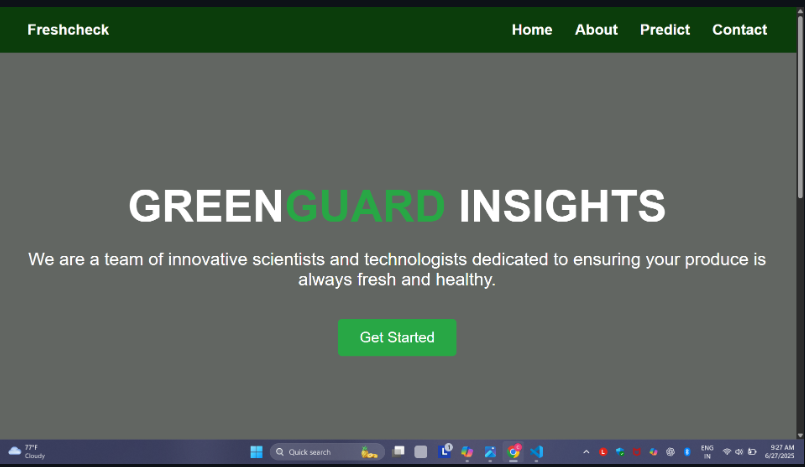 Freshcheck
Home About Predict Contact
GREENGUARD INSIGHTS
We are a team of innovative scientists and technologists dedicated to ensuring your produce is
always fresh and healthy.
Get Started
77°F
Cloudy
Quick search
1
ENG
IN
9:27 AM
6/27/2025